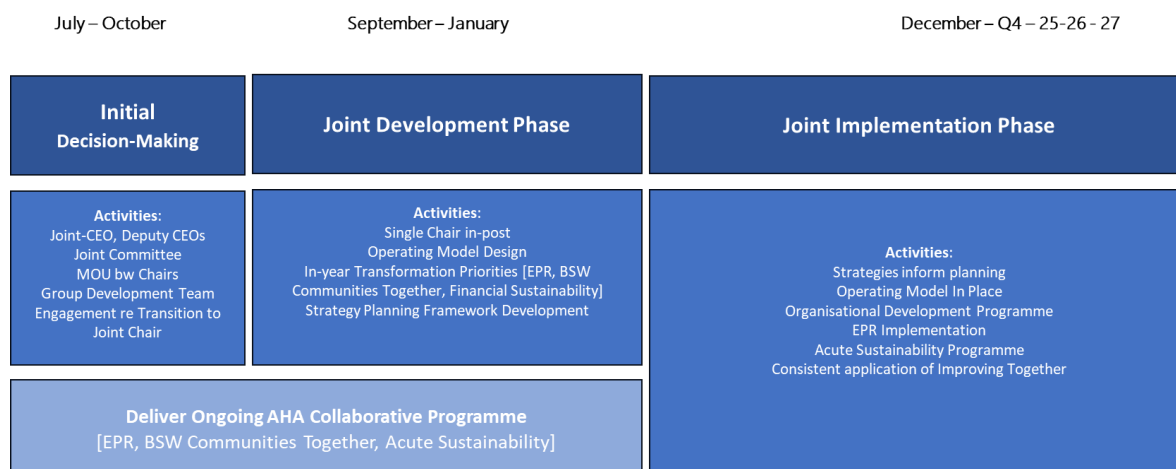 July – October
September – January
December – Q4 – 25-26 - 27
Initial
Decision-Making
Joint Development Phase
Joint Implementation Phase
Activities:
Joint-CEO, Deputy CEOs
Joint Committee
MOU bw Chairs
Group Development Team
Engagement re Transition to
Joint Chair
Activities:
Single Chair in-post
Operating Model Design
In-year Transformation Priorities [EPR, BSW
Communities Together, Financial Sustainability]
Strategy Planning Framework Development
Activities:
Strategies inform planning
Operating Model In Place
Organisational Development Programme
EPR Implementation
Acute Sustainability Programme
Consistent application of Improving Together
Deliver Ongoing AHA Collaborative Programme
[EPR, BSW Communities Together, Acute Sustainability]